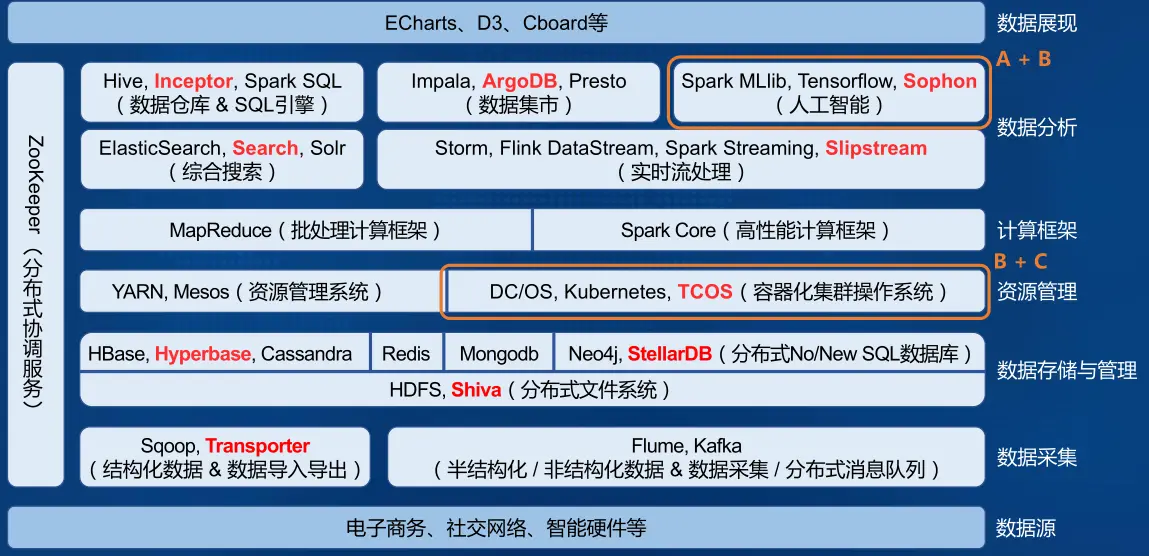 ECharts、D3、Cboard等
数据展现
A + B
Hive, Inceptor, Spark SQL
（数据仓库 & SQL引擎）
Impala, ArgoDB, Presto
（数据集市）
Spark MLlib, Tensorflow, Sophon
（人工智能）
数据分析
ElasticSearch, Search, Solr
（综合搜索）
Storm, Flink DataStream, Spark Streaming, Slipstream
（实时流处理）
ZooKeeper（分布式协调服务）
MapReduce（批处理计算框架）
Spark Core（高性能计算框架）
计算框架
B + C
YARN, Mesos（资源管理系统）
DC/OS, Kubernetes, TCOS（容器化集群操作系统）
资源管理
HBase, Hyperbase, Cassandra
Redis
Mongodb
Neo4j, StellarDB（分布式No/New SQL数据库）
数据存储与管理
HDFS, Shiva（分布式文件系统）
Sqoop, Transporter
（结构化数据 & 数据导入导出）
Flume, Kafka
（半结构化 / 非结构化数据 & 数据采集 / 分布式消息队列）
数据采集
电子商务、社交网络、智能硬件等
数据源